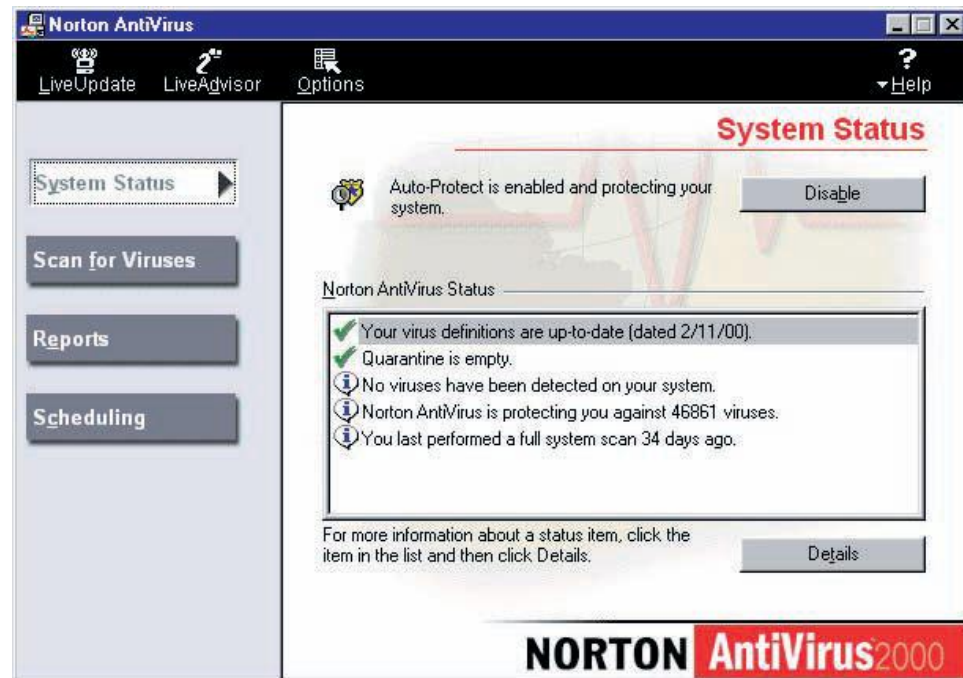 Norton AntiVirus
LiveUpdate LiveAdvisor Options Help
System Status
Scan for Viruses
Reports
Scheduling
System Status
Auto-Protect is enabled and protecting your
system.
Disable
Norton AntiVirus Status
Your virus definitions are up-to-date (dated 2/11/00).
Quarantine is empty.
No viruses have been detected on your system.
Norton AntiVirus is protecting you against 46861 viruses.
You last performed a full system scan 34 days ago.
For more information about a status item, click the
item in the list and then click Details.
Details
NORTON AntiVirus 2000